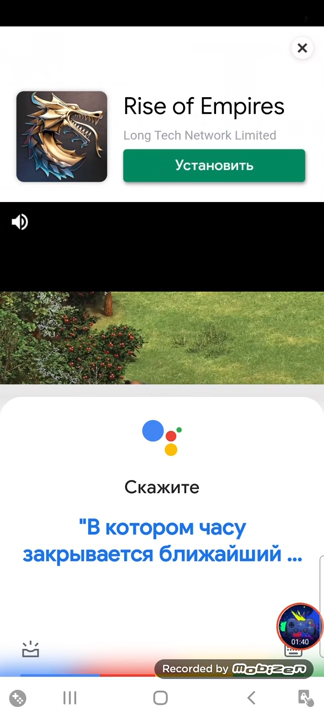 Rise of Empires
Long Tech Network Limited
Установить
Скажите
"В котором часу
закрывается ближайший ...
01:40
Recorded by MOBIZEN